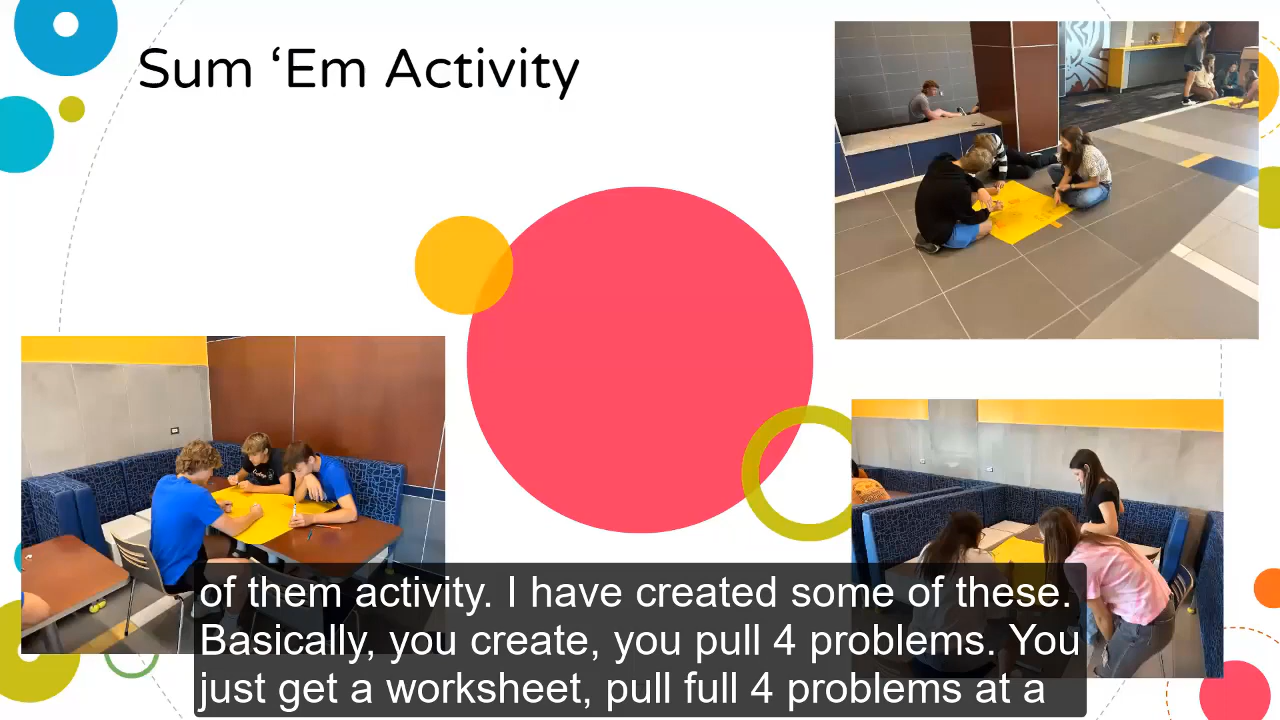 Sum ‘Em Activity
of them activity. I have created some of these.
Basically, you create, you pull 4 problems. You
just get a worksheet, pull full 4 problems at a